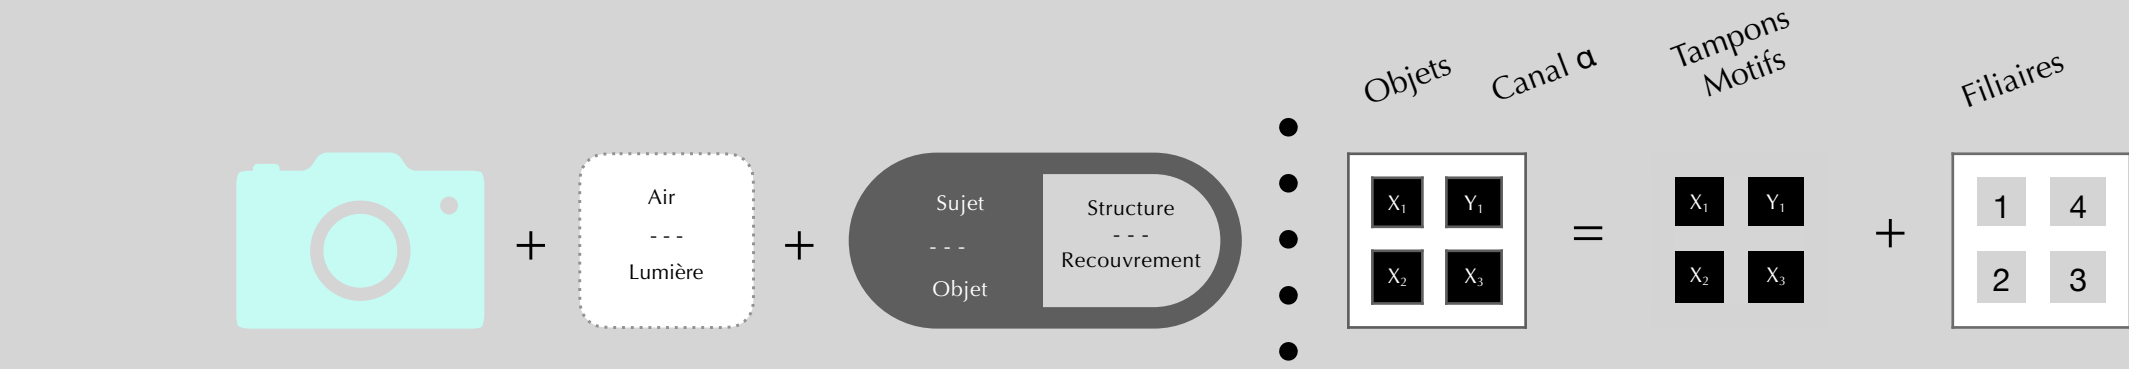 Objets
Canal α
Tampons
Motifs
Filiaires
+
Air
- - -
Lumière
+
Sujet
- - -
Objet
Structure
- - -
Recouvrement
X₁ Y₁
X₂ X₃
=
X₁ Y₁
X₂ X₃
+
1 4
2 3